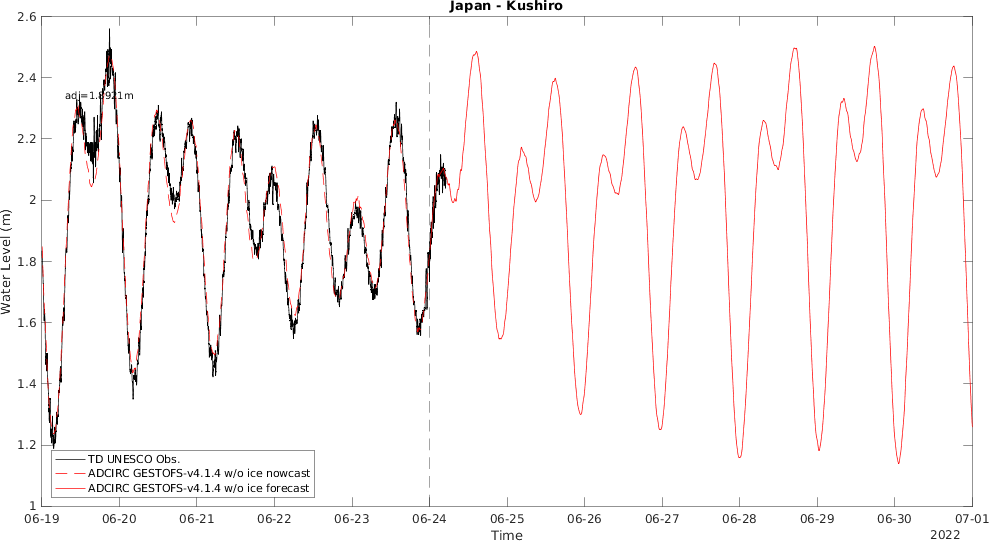 Japan - Kushiro
2.6
2.4
2.2
2
1.8
1.6
1.4
1.2
1
Water Level (m)
adj=1.8921m
TD UNESCO Obs.
ADCIRC GESTOFS-v4.1.4 w/o ice nowcast
ADCIRC GESTOFS-v4.1.4 w/o ice forecast
06-19 06-20 06-21 06-22 06-23 06-24 06-25 06-26 06-27 06-28 06-29 06-30 07-01
Time
2022